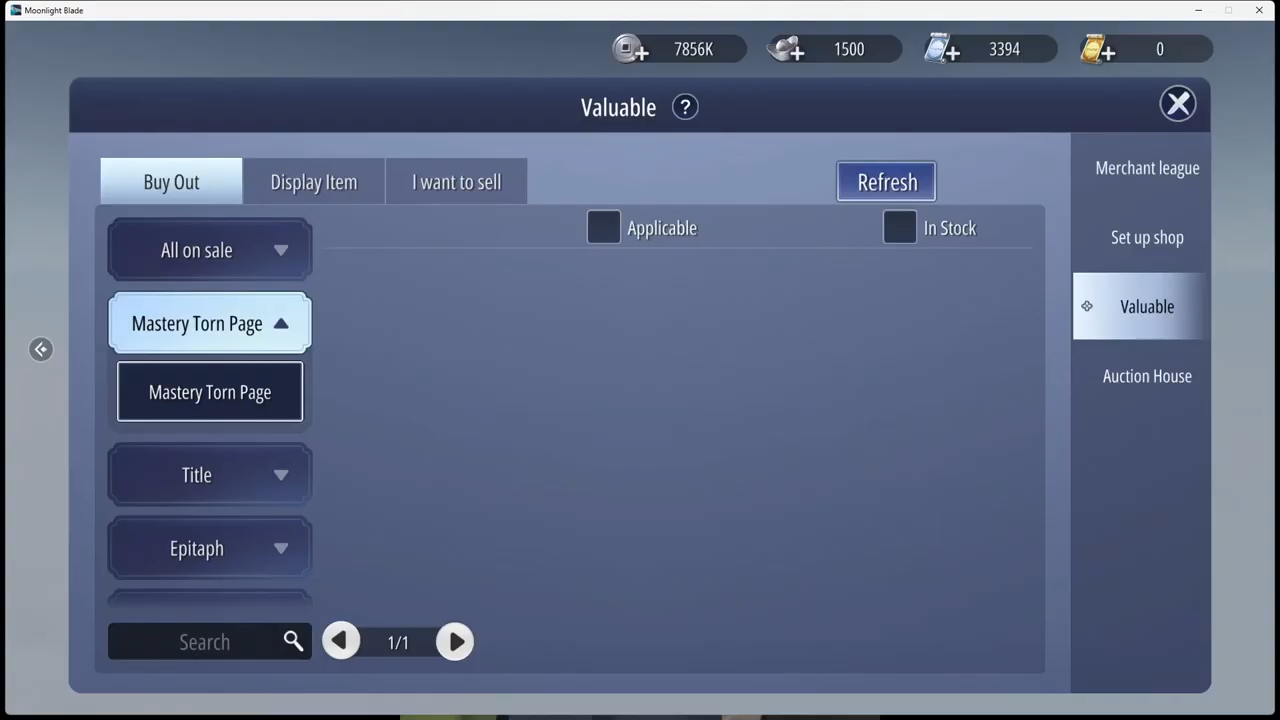 Moonlight Blade
7856K
1500
3394
0
Valuable ?
Buy Out
Display Item
I want to sell
Refresh
Merchant league
Set up shop
Valuable
Auction House
All on sale
Applicable
In Stock
Mastery Torn Page
Mastery Torn Page
Title
Epitaph
Search
1/1